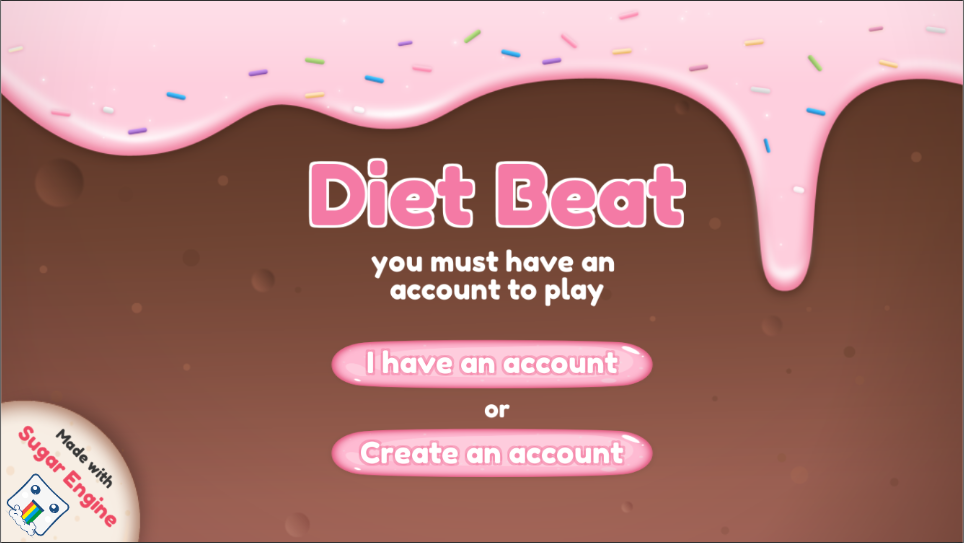 Diet Beat
you must have an
account to play
I have an account
or
Create an account
Made with
Sugar Engine